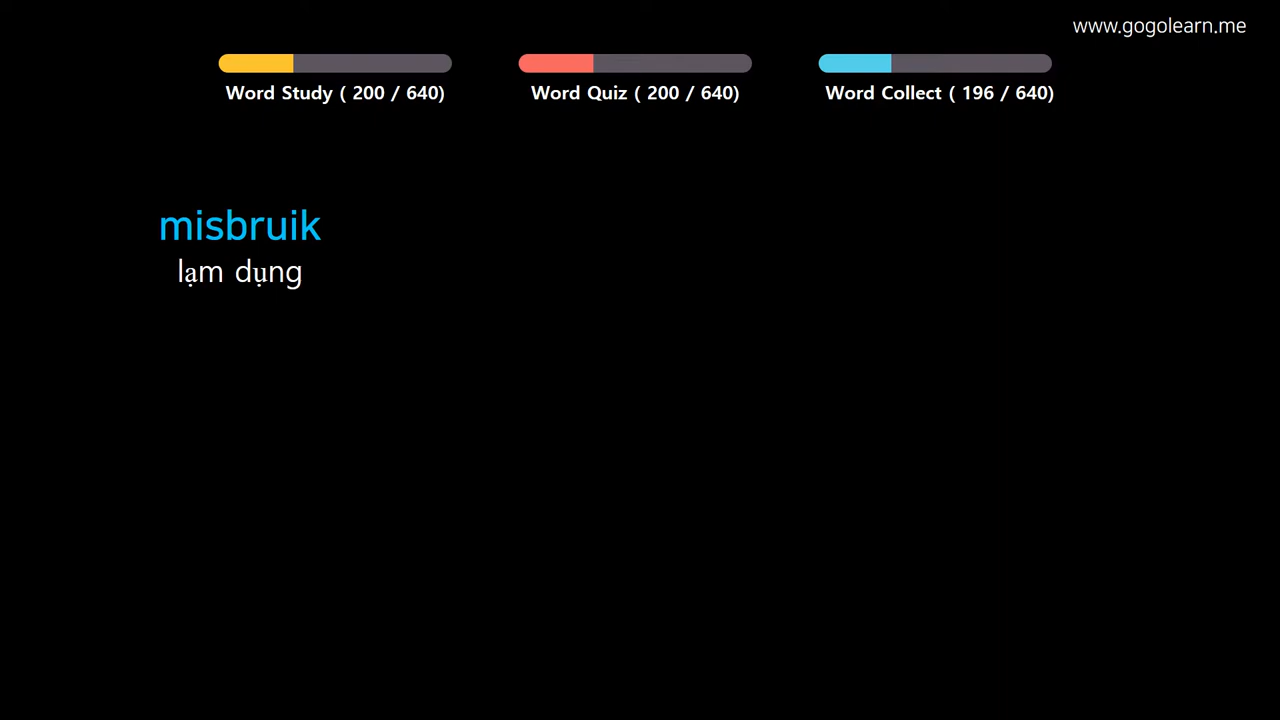 www.gogolearn.me
Word Study ( 200 / 640)
Word Quiz ( 200 / 640)
Word Collect ( 196 / 640)
misbruik
lạm dụng